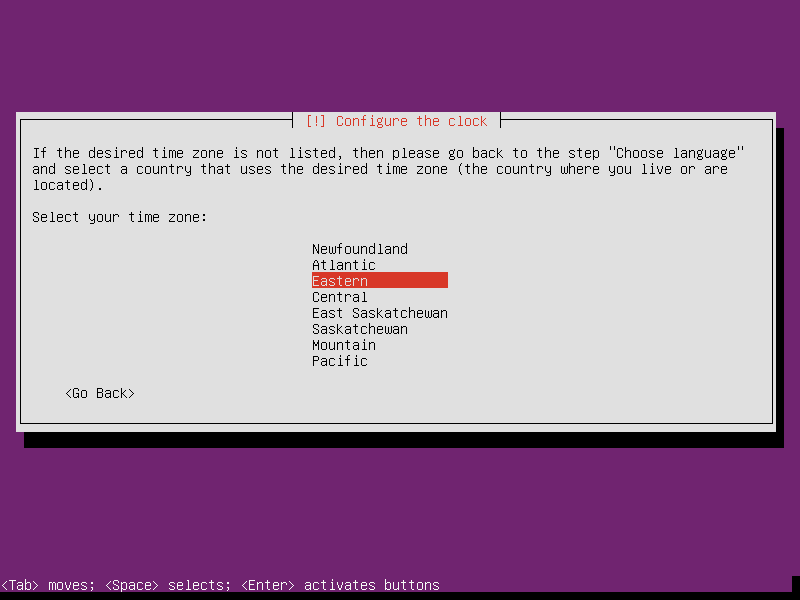 [!] Configure the clock
If the desired time zone is not listed, then please go back to the step "Choose language"
and select a country that uses the desired time zone (the country where you live or are
located).
Select your time zone:
Newfoundland
Atlantic
Eastern
Central
East Saskatchewan
Saskatchewan
Mountain
Pacific
<Go Back>
<Tab> moves; <Space> selects; <Enter> activates buttons